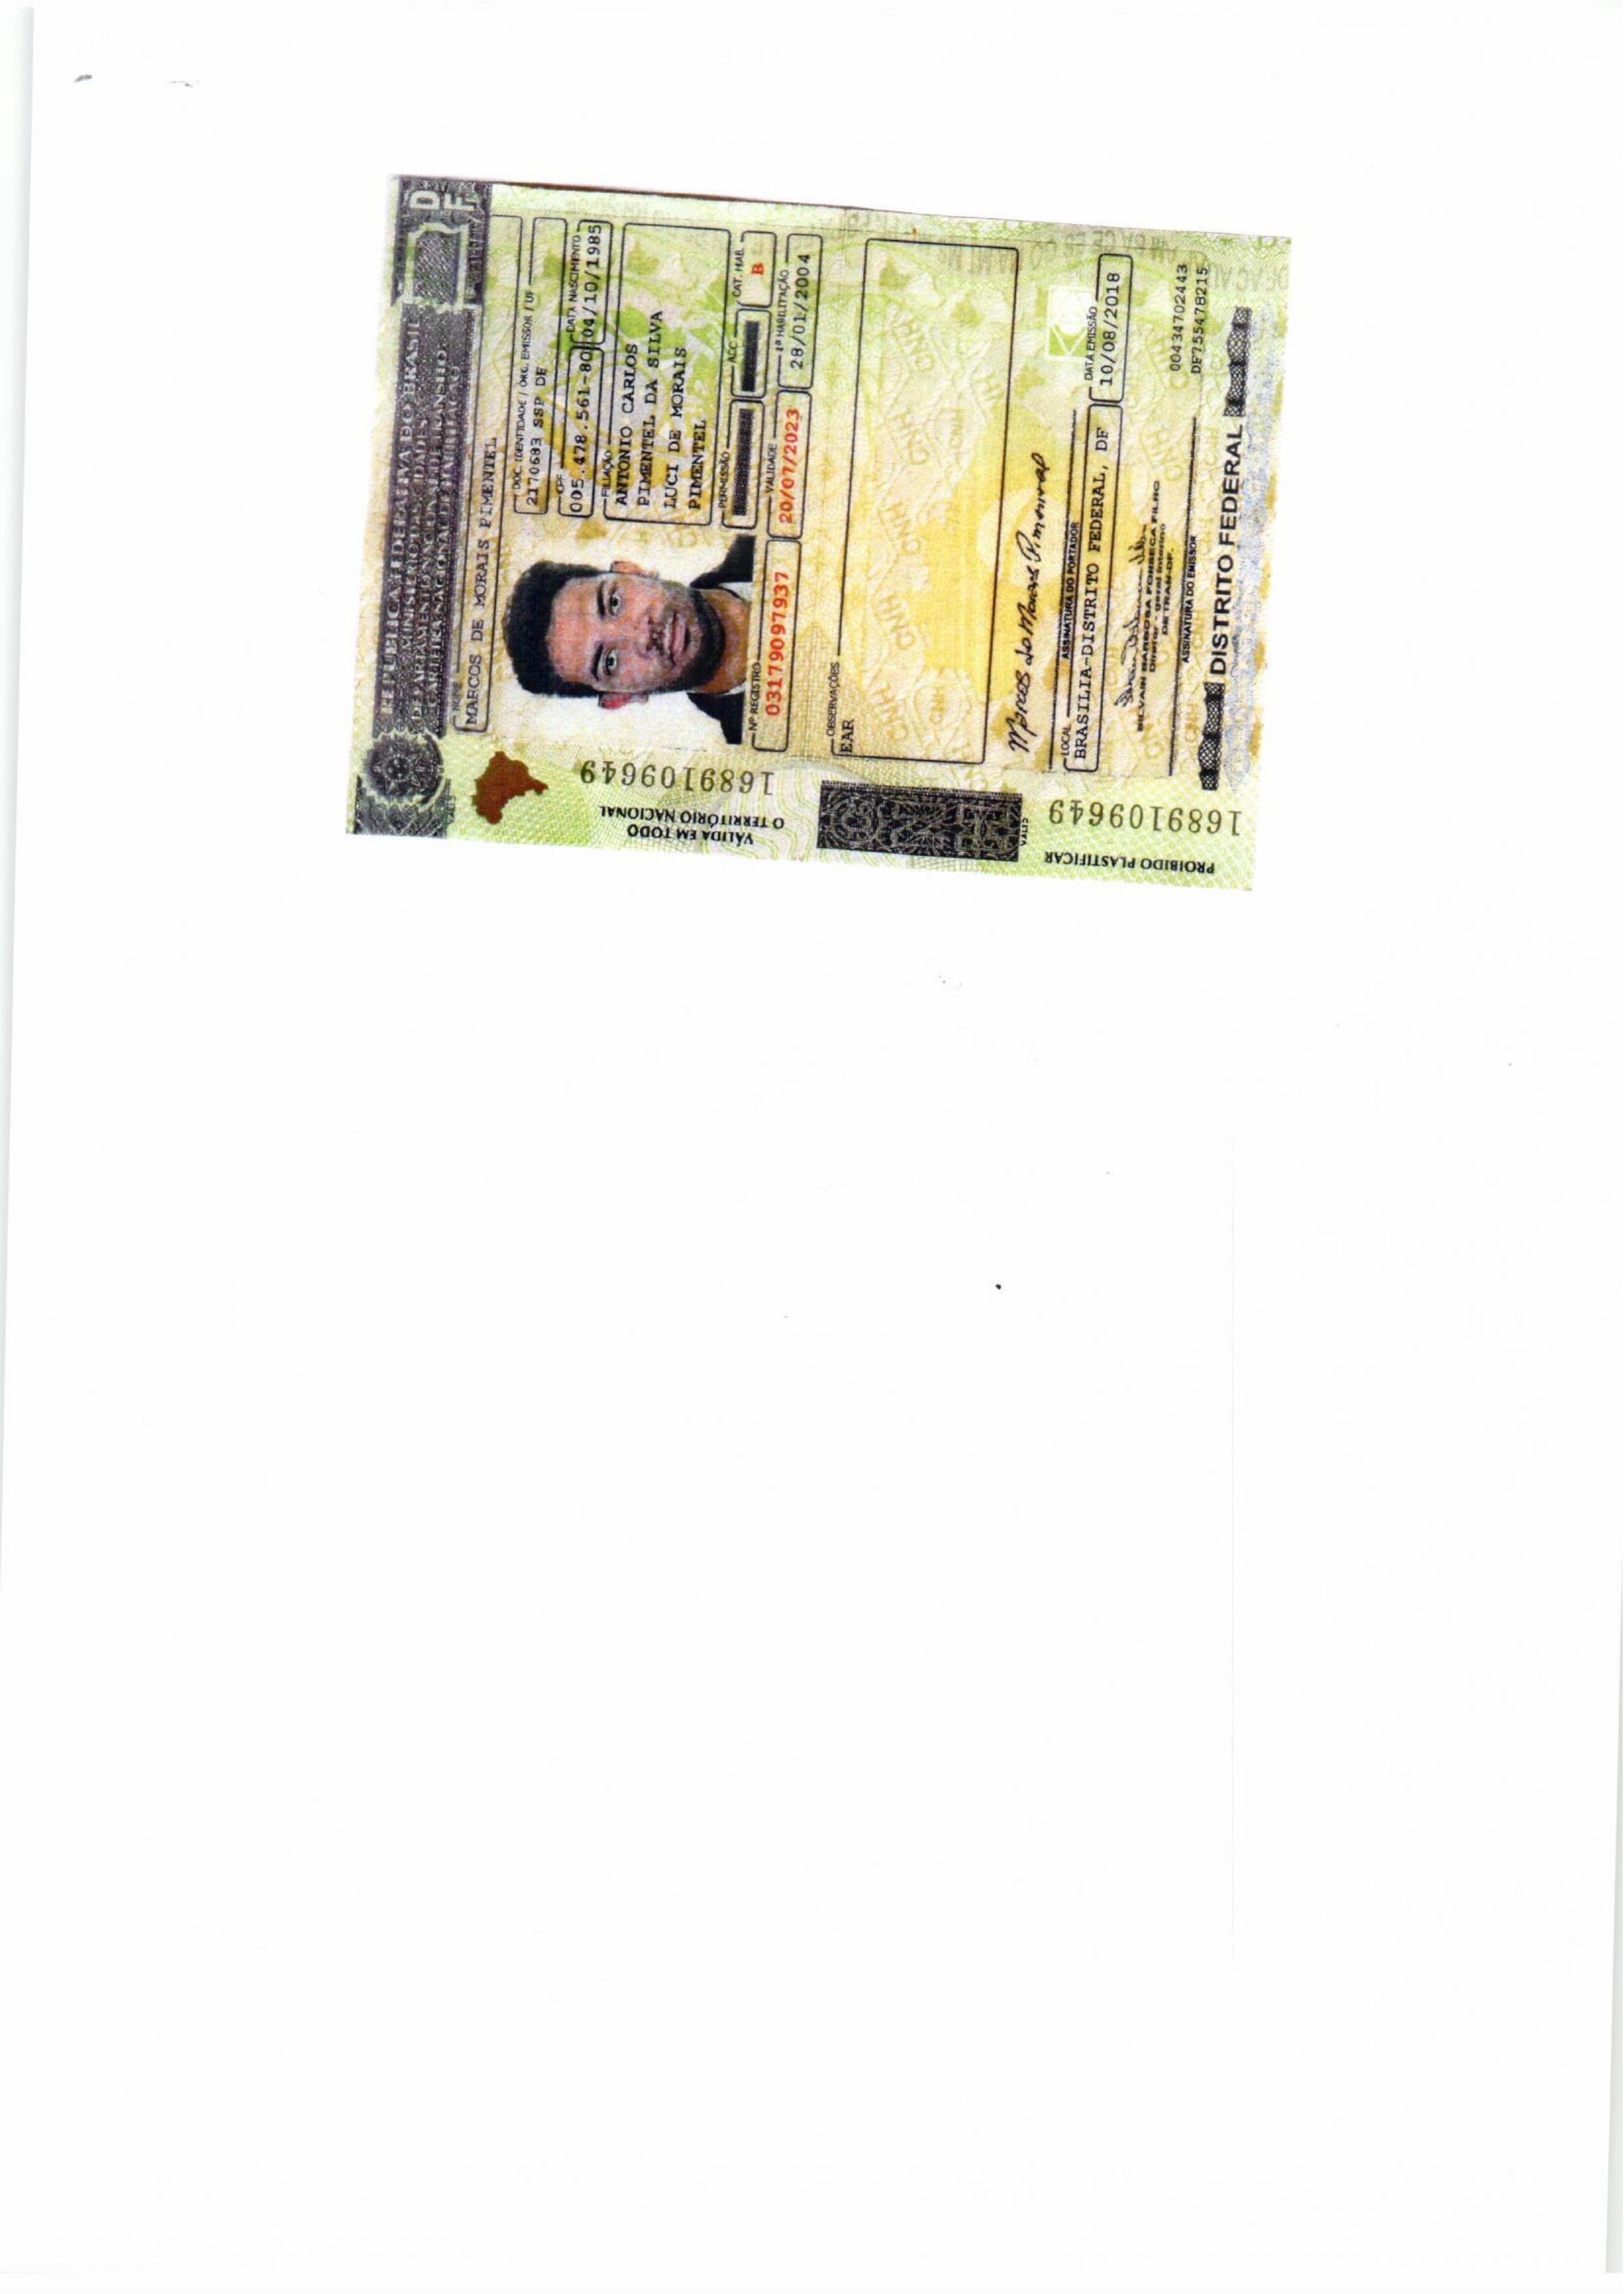 REPÚBLICA FEDERATIVA DO BRASIL
MINISTÉRIO DAS CIDADES
DEPARTAMENTO NACIONAL DE TRÂNSITO
CARTEIRA NACIONAL DE HABILITAÇÃO
DF
NOME
MARCOS DE MORAIS PIMENTEL
DOC. IDENTIDADE / ORG. EMISSOR / UF
2170683 SSP DF
CPF
005.478.561-80
DATA NASCIMENTO
04/10/1985
FILIAÇÃO
ANTONIO CARLOS
PIMENTEL DA SILVA
LUCI DE MORAIS
PIMENTEL
PERMISSÃO
ACC
CAT. HAB.
B
Nº REGISTRO
03179097937
VALIDADE
20/07/2023
1ª HABILITAÇÃO
28/01/2004
OBSERVAÇÕES
EAR
Marcos de Morais Pimentel
ASSINATURA DO PORTADOR
LOCAL
BRASILIA-DISTRITO FEDERAL, DF
DATA EMISSÃO
10/08/2018
SILVAIN BARBOSA FONSECA FILHO
DETRAN-DF.
ASSINATURA DO EMISSOR
00434702443
DF755478215
DISTRITO FEDERAL
VÁLIDA EM TODO
O TERRITÓRIO NACIONAL
1689109649
PROIBIDO PLASTIFICAR
1689109649